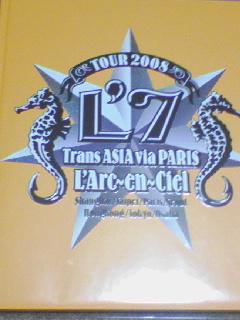 TOUR 2008
L'7
Trans ASIA via PARIS
L'Arc~en~Ciel
Shanghai/Taipei/Paris/Seoul
Hongkong/Tokyo/Osaka